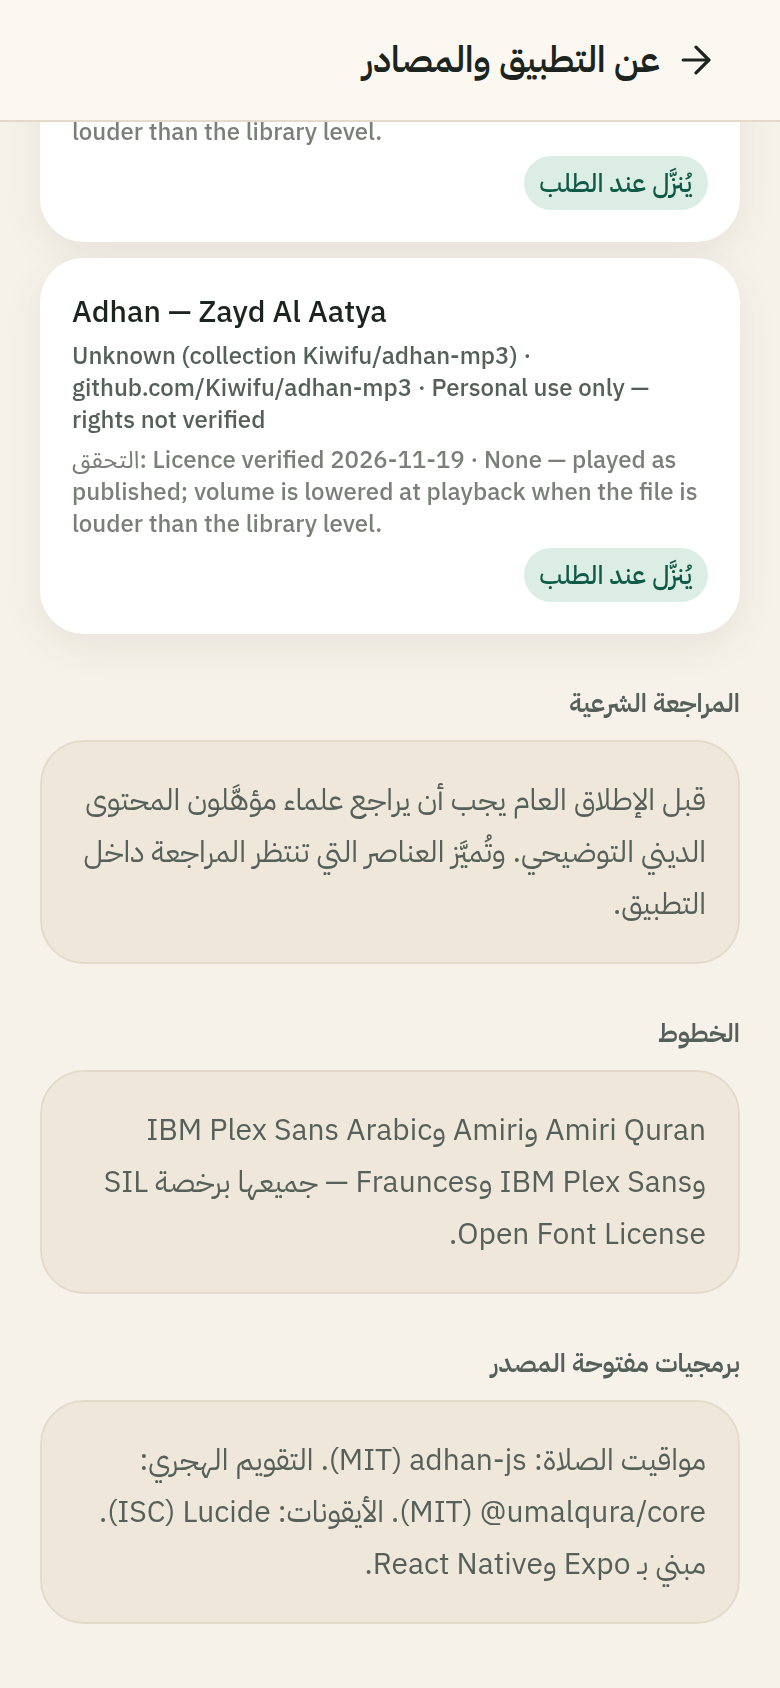 عن التطبيق والمصادر
louder than the library level.
يُنزَّل عند الطلب
Adhan — Zayd Al Aatya
Unknown (collection Kiwifu/adhan-mp3) ·
github.com/Kiwifu/adhan-mp3 · Personal use only —
rights not verified
التحقق: Licence verified 2026-11-19 · None — played as
published; volume is lowered at playback when the file is
louder than the library level.
يُنزَّل عند الطلب
المراجعة الشرعية
قبل الإطلاق العام يجب أن يراجع علماء مؤهَّلون المحتوى
الديني التوضيحي. وتُميَّز العناصر التي تنتظر المراجعة داخل
التطبيق.
الخطوط
Amiri Quran وAmiri وIBM Plex Sans Arabic
وIBM Plex Sans وFraunces — جميعها برخصة SIL
Open Font License.
برمجيات مفتوحة المصدر
مواقيت الصلاة: adhan-js (MIT). التقويم الهجري:
@umalqura/core (MIT). الأيقونات: Lucide (ISC).
مبني بـ Expo وReact Native.